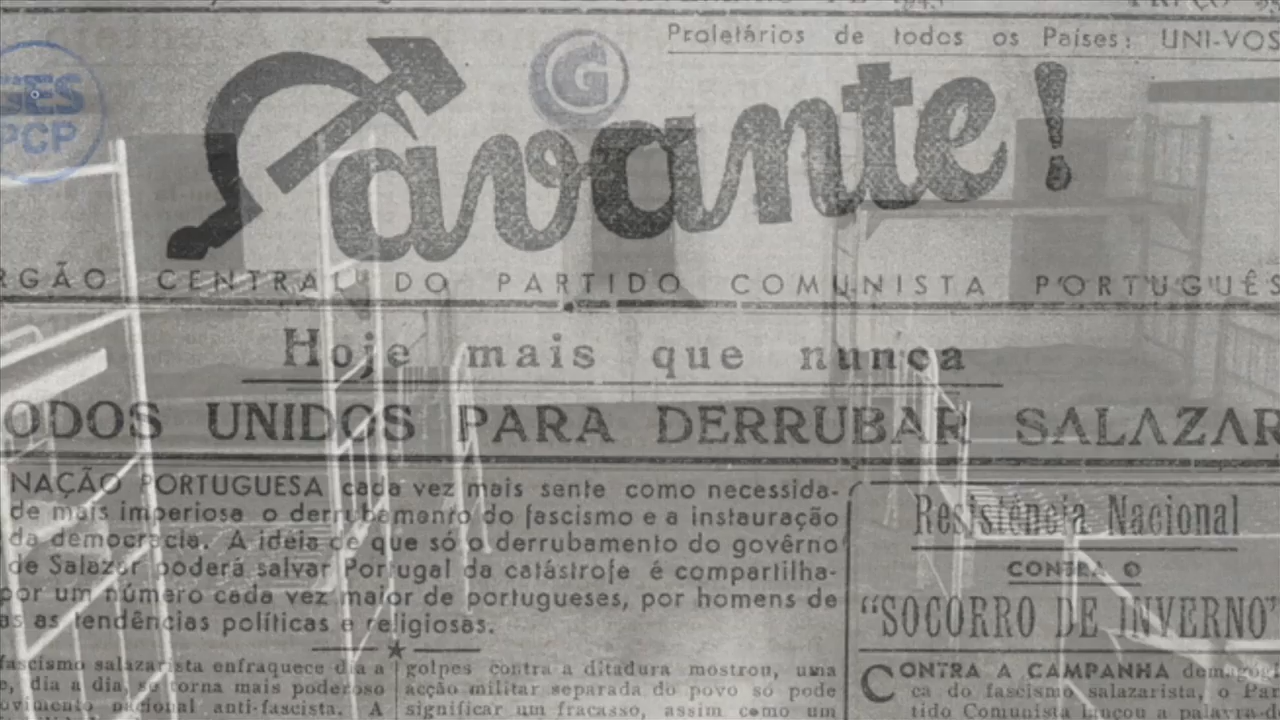 Proletários de todos os Países: UNI-VOS
GES
PCP
G
avante!
RGÃO CENTRAL DO PARTIDO COMUNISTA PORTUGUÊS
Hoje mais que nunca
ODOS UNIDOS PARA DERRUBAR SALAZAR
NAÇÃO PORTUGUESA cada vez mais sente como necessida-
de mais imperiosa o derrubamento do fascismo e a instauração
da democracia. A idéia de que só o derrubamento do govêrno
de Salazar poderá salvar Portugal da catástrofe é compartilha-
por um número cada vez maior de portugueses, por homens de
as as tendências políticas e religiosas.
fascismo salazarista enfraquece dia a
e, dia a dia, se torna mais poderoso
ovimento nacional anti-fascista. A
golpes contra a ditadura mostrou, uma
acção militar separada do povo só pode
significar um fracasso, assim como um
Resistência Nacional
CONTRA O
"SOCORRO DE INVERNO"
CONTRA A CAMPANHA demagógi
ca do fascismo salazarista, o Par
tido Comunista lançou a palavra-d